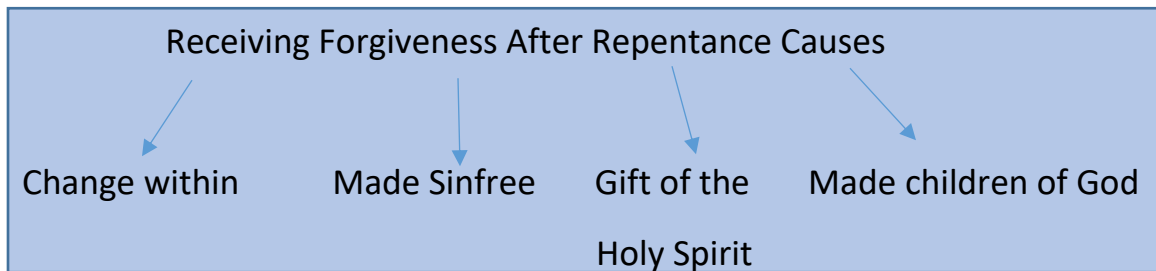 Receiving Forgiveness After Repentance Causes
Change within Made Sinfree Gift of the Made children of God
Holy Spirit